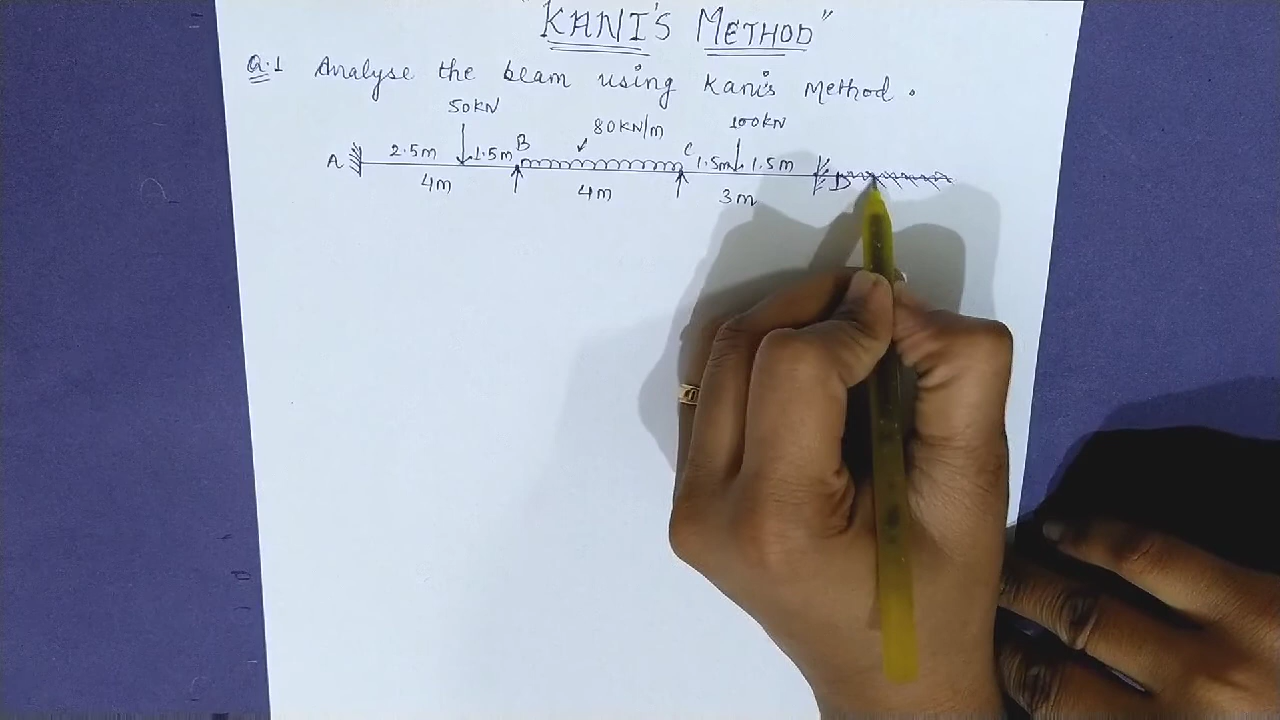 "KANI'S METHOD"
Q.1 Analyse the beam using Kani's Method.
50KN 80KN/m 100KN
A 2.5m 1.5m B C 1.5m 1.5m D
4m 4m 3m